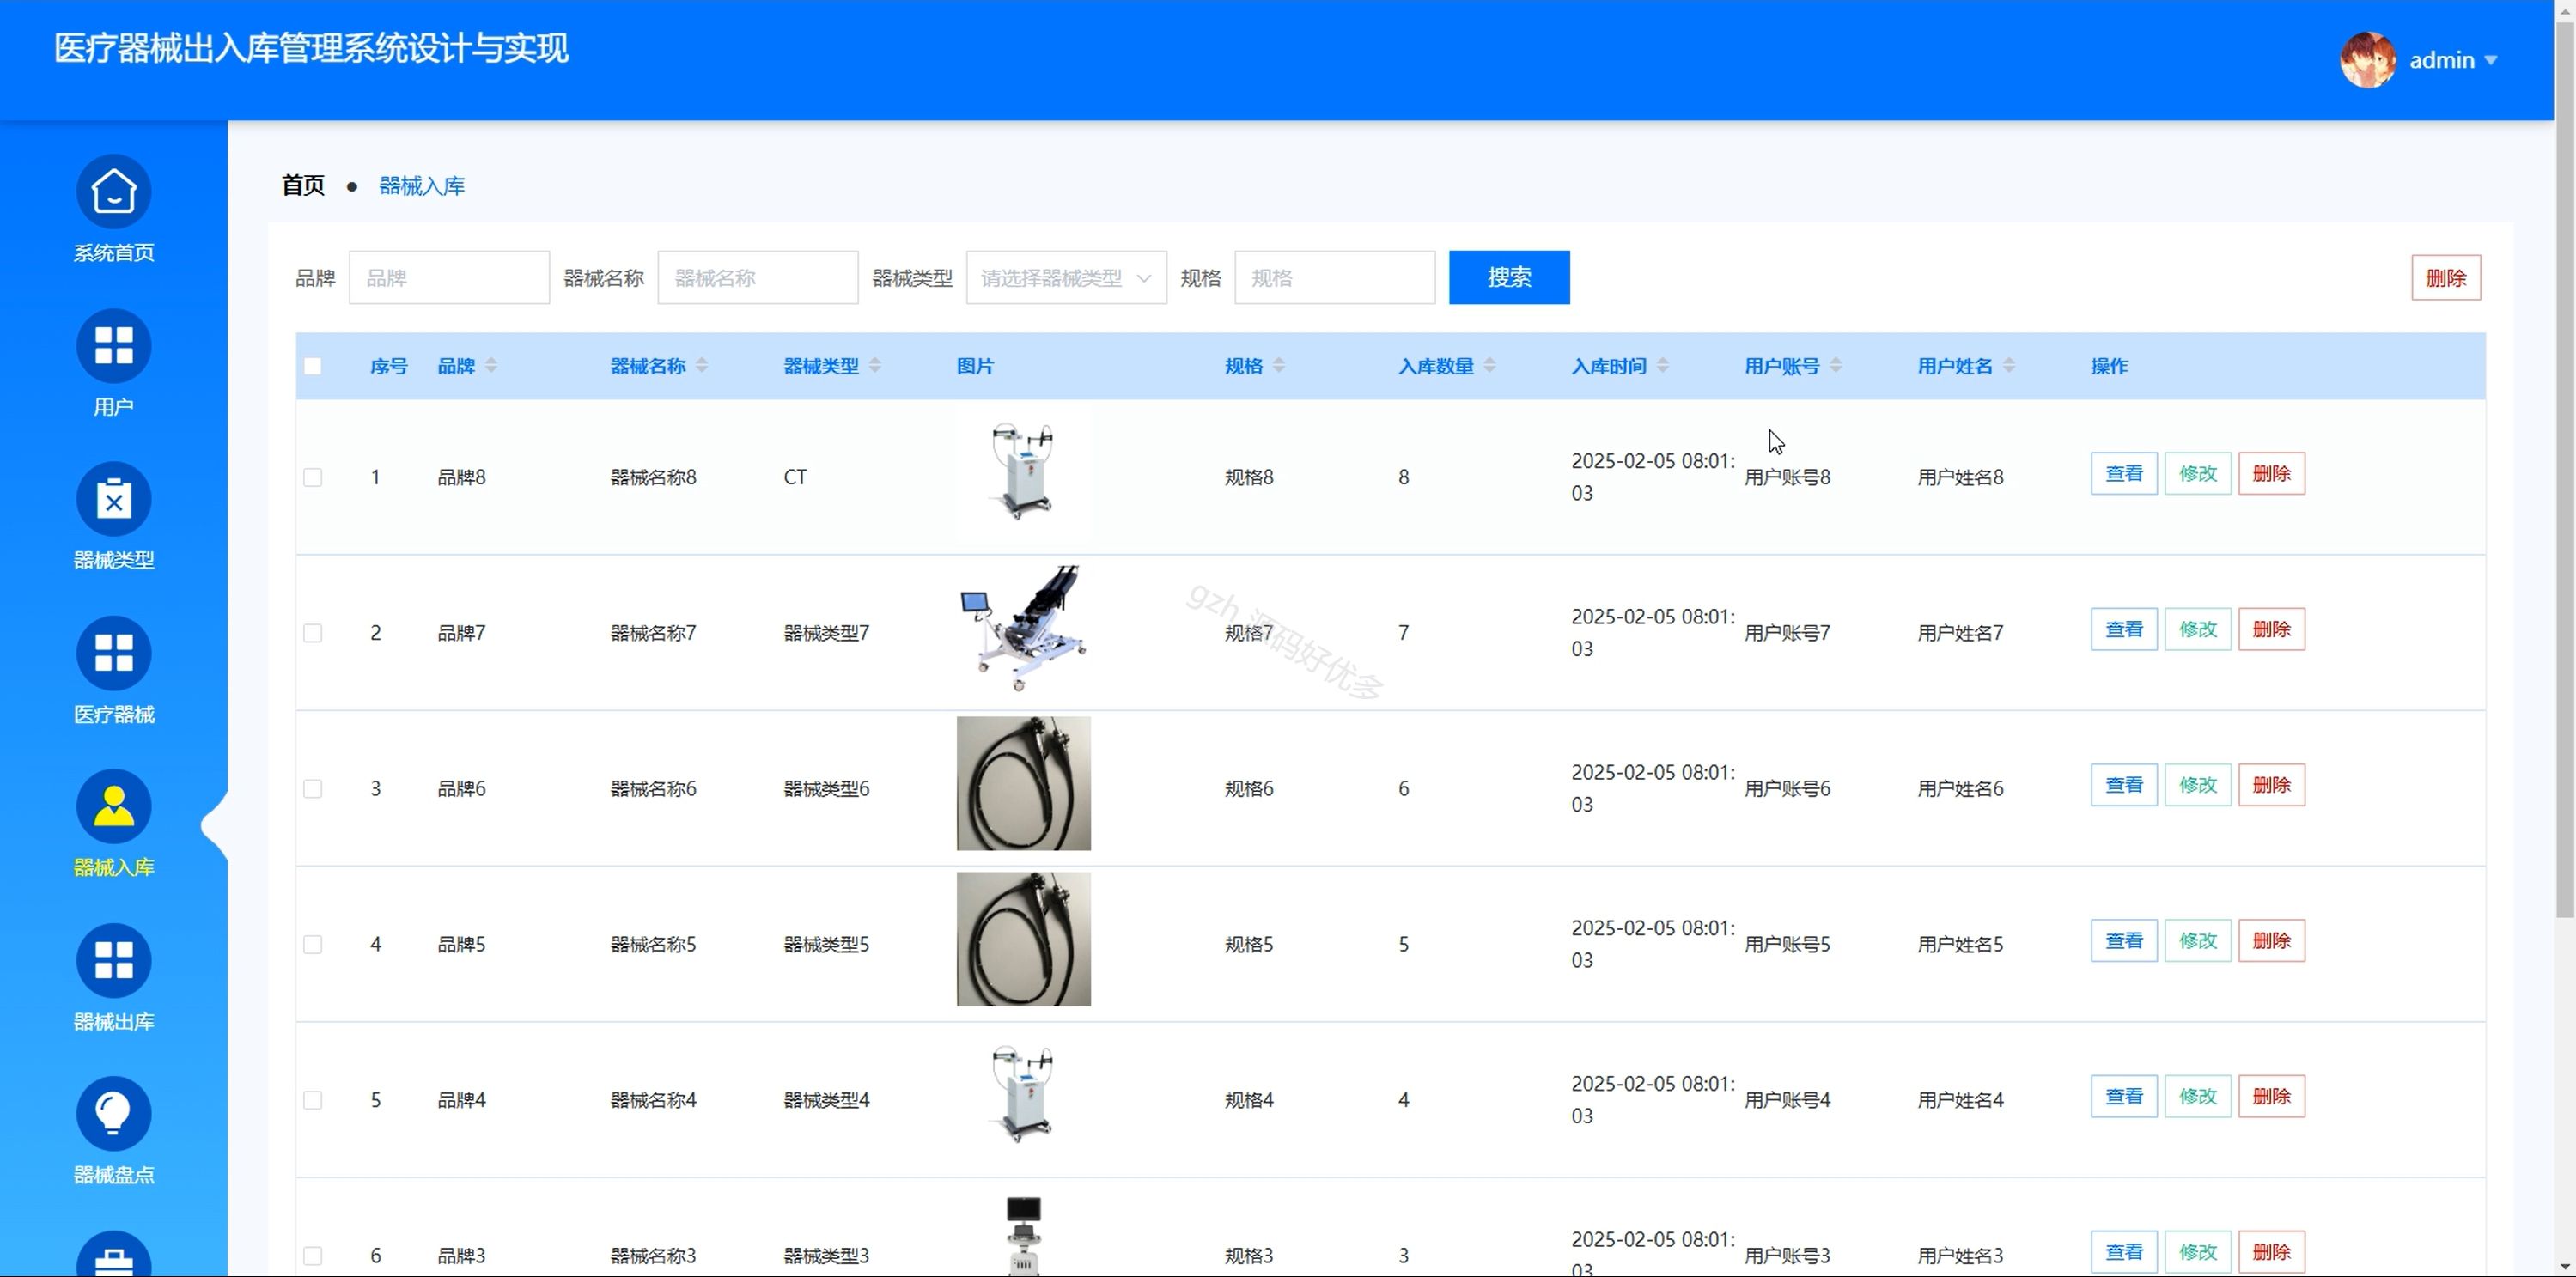 医疗器械出入库管理系统设计与实现
admin
系统首页
用户
器械类型
医疗器械
器械入库
器械出库
器械盘点
首页 ● 器械入库
品牌 品牌 器械名称 器械名称 器械类型 请选择器械类型 规格 规格 搜索 删除
序号 品牌 器械名称 器械类型 图片 规格 入库数量 入库时间 用户账号 用户姓名 操作
1 品牌8 器械名称8 CT 规格8 8 2025-02-05 08:01:03 用户账号8 用户姓名8 查看 修改 删除
2 品牌7 器械名称7 器械类型7 规格7 7 2025-02-05 08:01:03 用户账号7 用户姓名7 查看 修改 删除
gzh 源码好优多
3 品牌6 器械名称6 器械类型6 规格6 6 2025-02-05 08:01:03 用户账号6 用户姓名6 查看 修改 删除
4 品牌5 器械名称5 器械类型5 规格5 5 2025-02-05 08:01:03 用户账号5 用户姓名5 查看 修改 删除
5 品牌4 器械名称4 器械类型4 规格4 4 2025-02-05 08:01:03 用户账号4 用户姓名4 查看 修改 删除
6 品牌3 器械名称3 器械类型3 规格3 3 2025-02-05 08:01:03 用户账号3 用户姓名3 查看 修改 删除